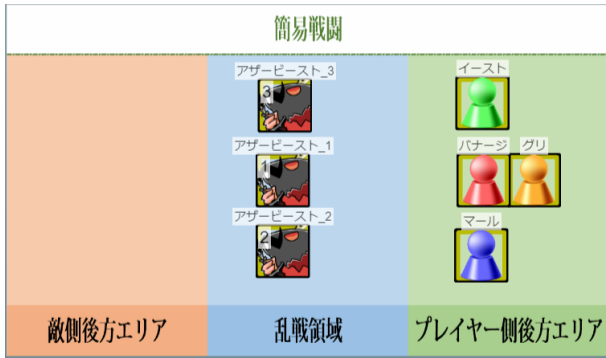 簡易戦闘
アザービースト_3
3
イースト
アザービースト_1
1
バナージ
グリ
アザービースト_2
2
マール
敵側後方エリア
乱戦領域
プレイヤー側後方エリア